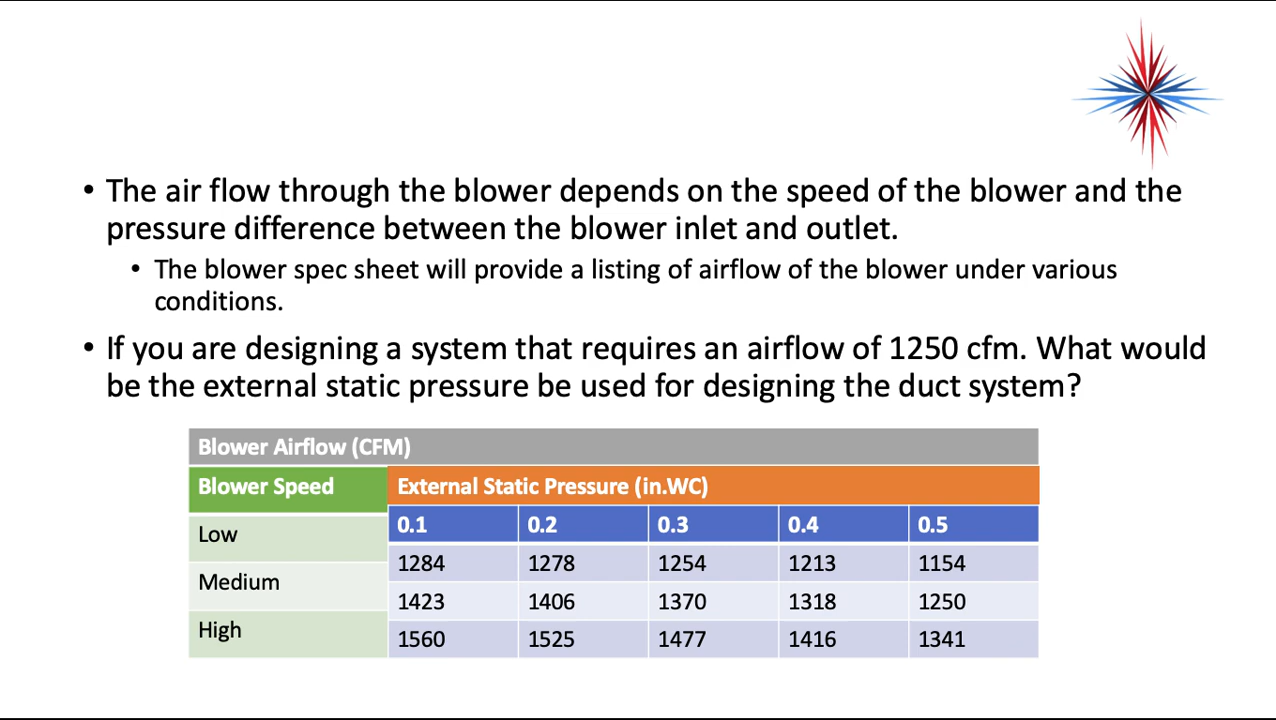 • The air flow through the blower depends on the speed of the blower and the
pressure difference between the blower inlet and outlet.
• The blower spec sheet will provide a listing of airflow of the blower under various
conditions.
• If you are designing a system that requires an airflow of 1250 cfm. What would
be the external static pressure be used for designing the duct system?
Blower Airflow (CFM)
Blower Speed External Static Pressure (in.WC)
0.1 0.2 0.3 0.4 0.5
Low 1284 1278 1254 1213 1154
Medium 1423 1406 1370 1318 1250
High 1560 1525 1477 1416 1341